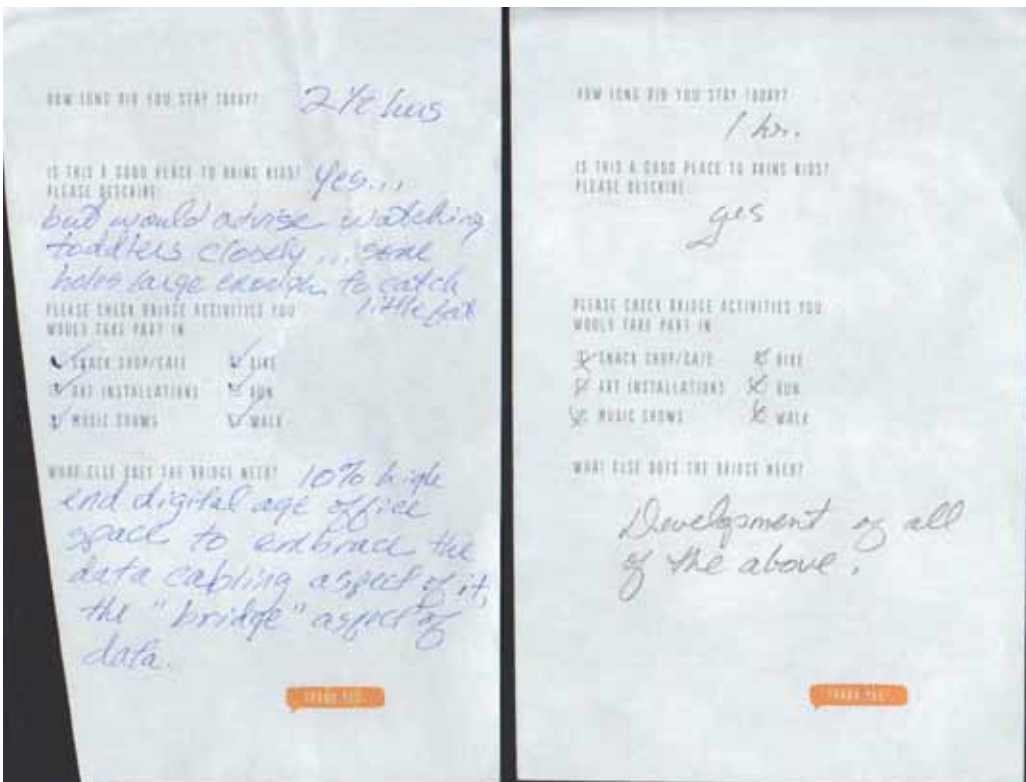 HOW LONG DID YOU STAY TODAY? 2 1/2 hrs
IS THIS A GOOD PLACE TO BRING KIDS? Yes...
PLEASE DESCRIBE:
but would advise watching
toddlers closely... some
holes large enough to catch
little feet
PLEASE CHECK BRIDGE ACTIVITIES YOU
WOULD TAKE PART IN
SNACK SHOP/CAFE BIKE
ART INSTALLATIONS RUN
MUSIC SHOWS WALK
WHAT ELSE DOES THE BRIDGE NEED? 10% high
end digital age office
space to embrace the
data cabling aspect of it,
the "bridge" aspect of
data.
THANK YOU
HOW LONG DID YOU STAY TODAY?
1 hr.
IS THIS A GOOD PLACE TO BRING KIDS?
PLEASE DESCRIBE:
yes
PLEASE CHECK BRIDGE ACTIVITIES YOU
WOULD TAKE PART IN
SNACK SHOP/CAFE BIKE
ART INSTALLATIONS RUN
MUSIC SHOWS WALK
WHAT ELSE DOES THE BRIDGE NEED?
Development of all
of the above.
THANK YOU